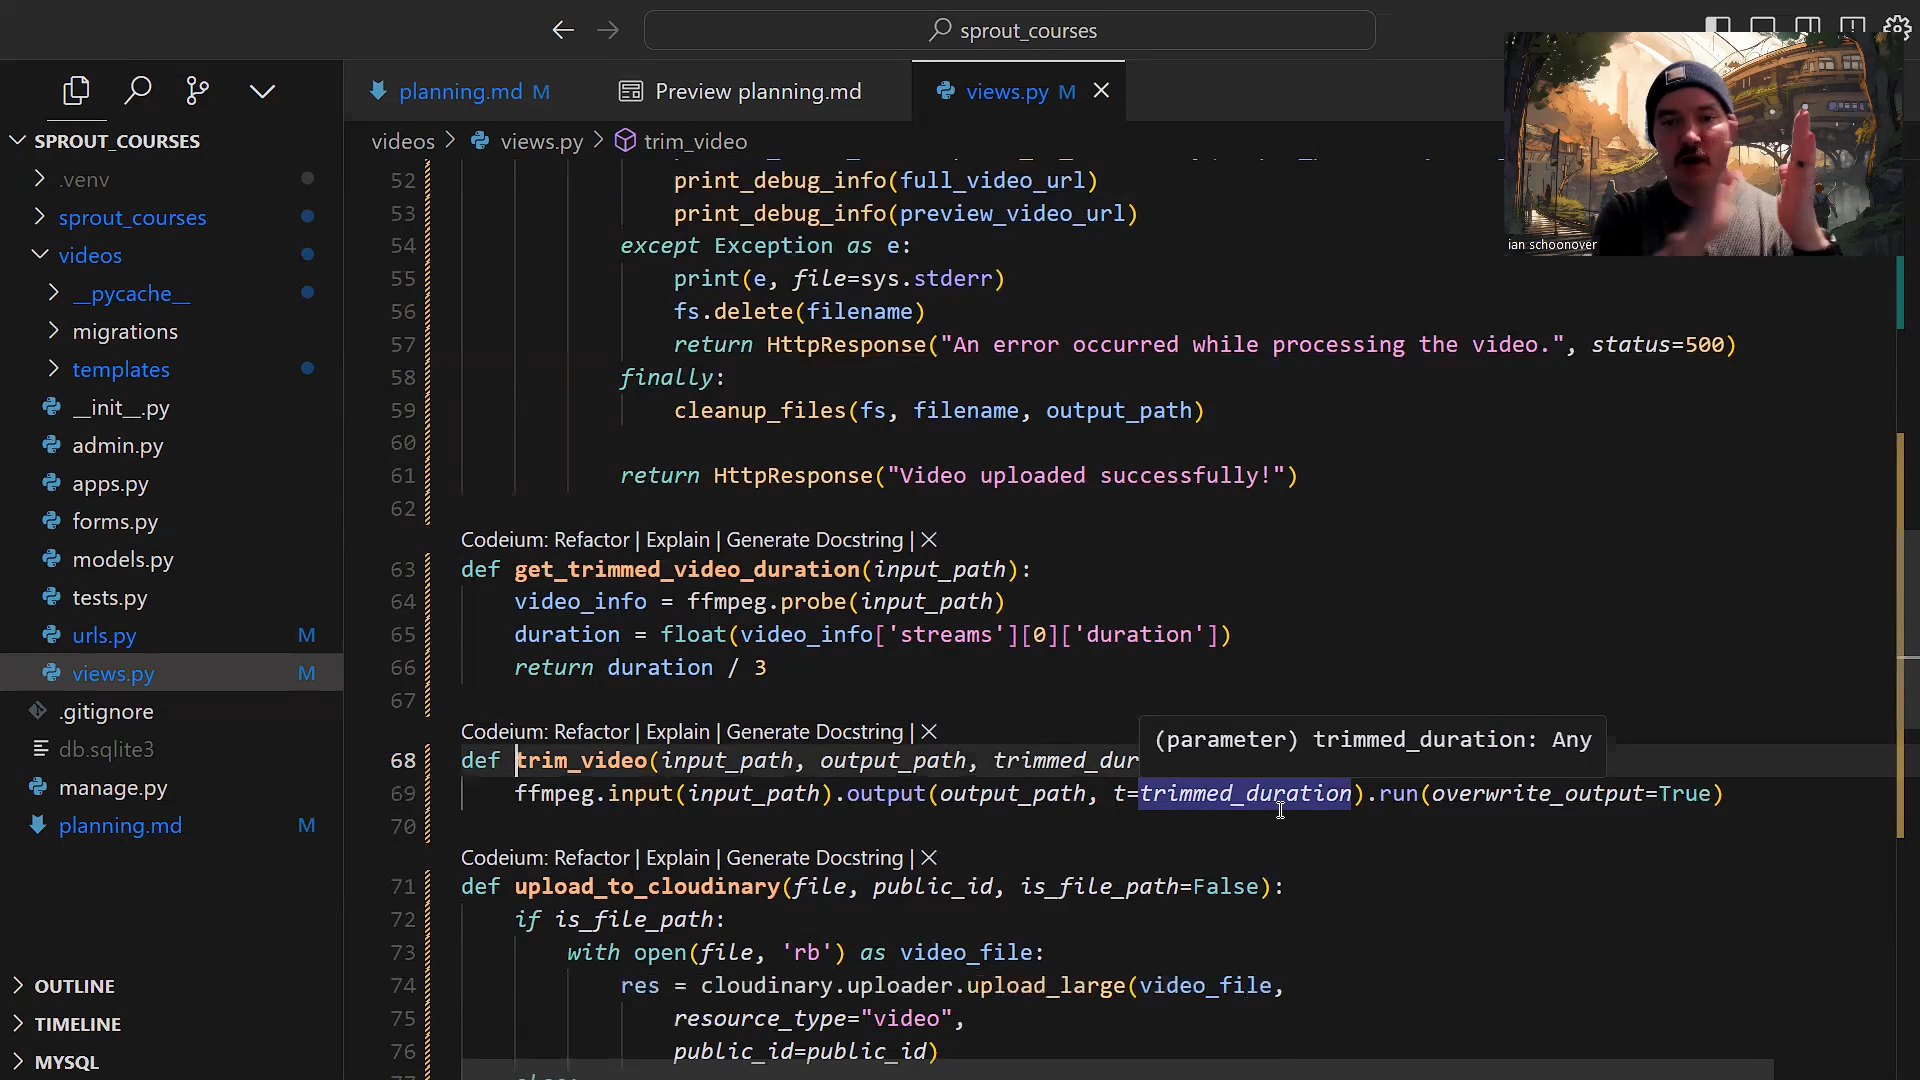 sprout_courses
ian schoonover
SPROUT_COURSES
.venv
sprout_courses
videos
__pycache__
migrations
templates
__init__.py
admin.py
apps.py
forms.py
models.py
tests.py
urls.py M
views.py M
.gitignore
db.sqlite3
manage.py
planning.md M
OUTLINE
TIMELINE
MYSQL
planning.md M Preview planning.md views.py M
videos > views.py > trim_video
52 print_debug_info(full_video_url)
53 print_debug_info(preview_video_url)
54 except Exception as e:
55 print(e, file=sys.stderr)
56 fs.delete(filename)
57 return HttpResponse("An error occurred while processing the video.", status=500)
58 finally:
59 cleanup_files(fs, filename, output_path)
60
61 return HttpResponse("Video uploaded successfully!")
62
Codeium: Refactor | Explain | Generate Docstring |
63 def get_trimmed_video_duration(input_path):
64 video_info = ffmpeg.probe(input_path)
65 duration = float(video_info['streams'][0]['duration'])
66 return duration / 3
67
Codeium: Refactor | Explain | Generate Docstring |
(parameter) trimmed_duration: Any
68 def trim_video(input_path, output_path, trimmed_dur
69 ffmpeg.input(input_path).output(output_path, t=trimmed_duration).run(overwrite_output=True)
70
Codeium: Refactor | Explain | Generate Docstring |
71 def upload_to_cloudinary(file, public_id, is_file_path=False):
72 if is_file_path:
73 with open(file, 'rb') as video_file:
74 res = cloudinary.uploader.upload_large(video_file,
75 resource_type="video",
76 public_id=public_id)